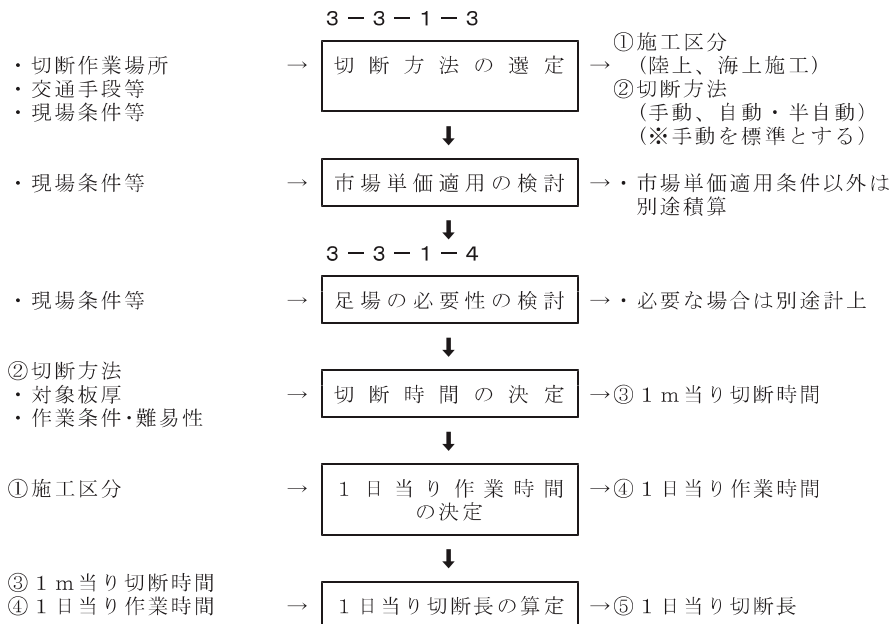 3－3－1－3
・切断作業場所
・交通手段等
・現場条件等
→
切断方法の選定
→
①施工区分
(陸上、海上施工)
②切断方法
(手動、自動・半自動)
(※手動を標準とする)
⬇
・現場条件等
→
市場単価適用の検討
→・市場単価適用条件以外は
別途積算
⬇
3－3－1－4
・現場条件等
→
足場の必要性の検討
→・必要な場合は別途計上
⬇
②切断方法
・対象板厚
・作業条件･難易性
→
切断時間の決定
→③1m当り切断時間
⬇
①施工区分
→
1日当り作業時間
の決定
→④1日当り作業時間
⬇
③1m当り切断時間
④1日当り作業時間
→
1日当り切断長の算定
→⑤1日当り切断長